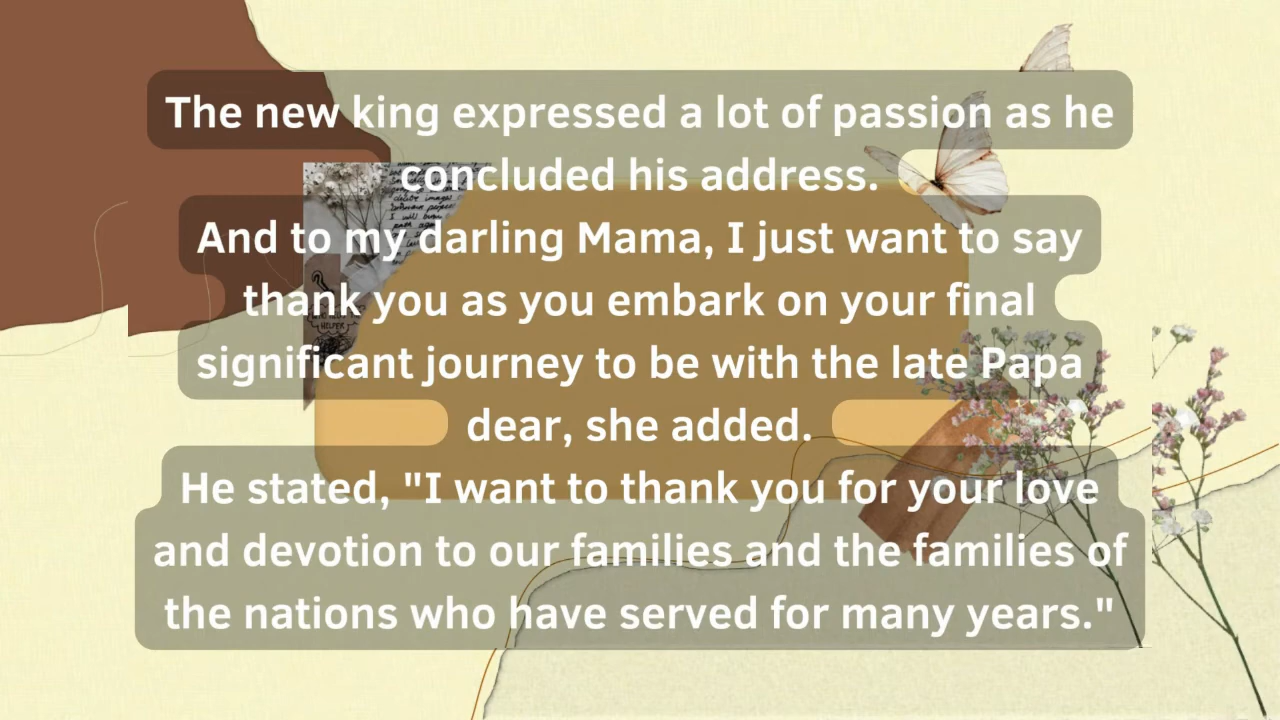 The new king expressed a lot of passion as he
concluded his address.
And to my darling Mama, I just want to say
thank you as you embark on your final
significant journey to be with the late Papa
dear, she added.
He stated, "I want to thank you for your love
and devotion to our families and the families of
the nations who have served for many years."
HELPER